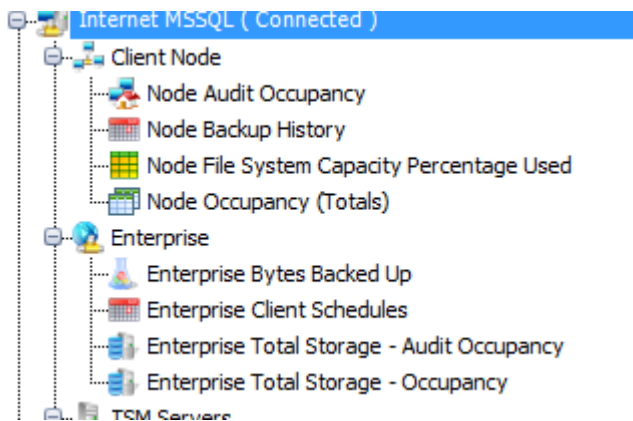 Internet MSSQL ( Connected )
Client Node
Node Audit Occupancy
Node Backup History
Node File System Capacity Percentage Used
Node Occupancy (Totals)
Enterprise
Enterprise Bytes Backed Up
Enterprise Client Schedules
Enterprise Total Storage - Audit Occupancy
Enterprise Total Storage - Occupancy
TSM Servers